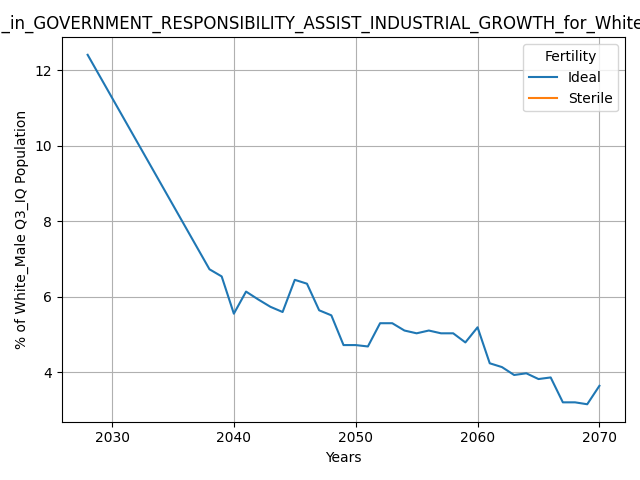 _in_GOVERNMENT_RESPONSIBILITY_ASSIST_INDUSTRIAL_GROWTH_for_White
Fertility
Ideal
Sterile
% of White_Male Q3_IQ Population
12
10
8
6
4
2030 2040 2050 2060 2070
Years